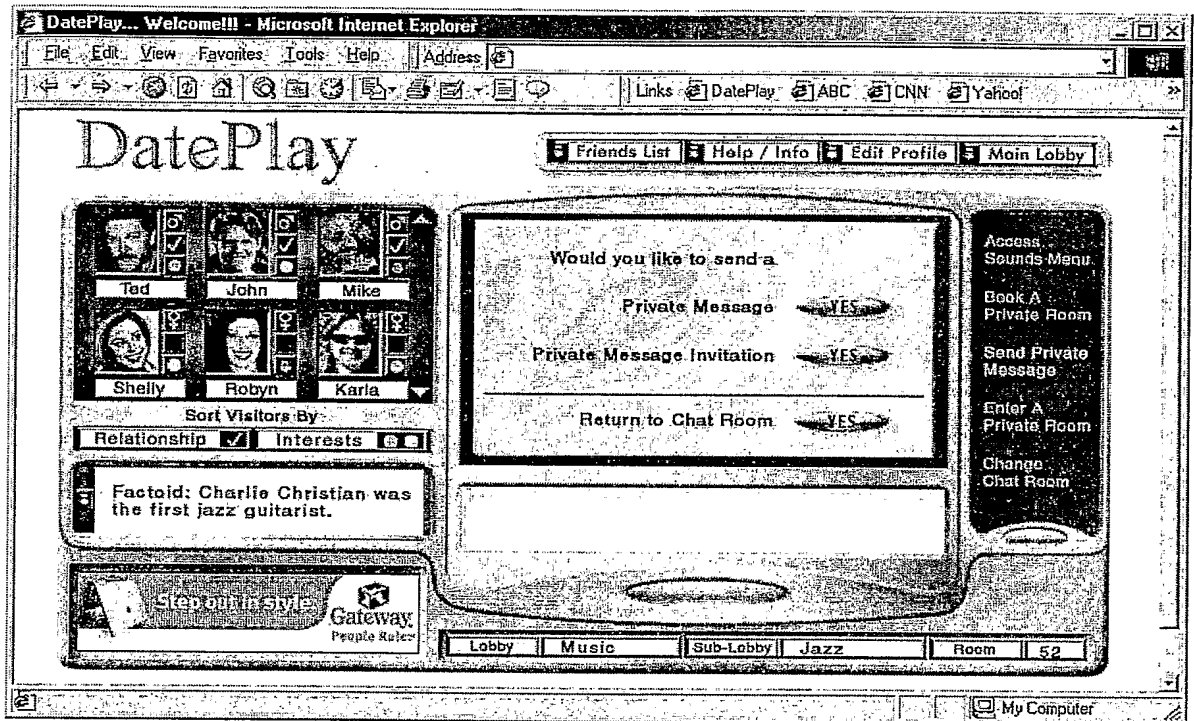 DatePlay... Welcome!!! - Microsoft Internet Explorer
File Edit View Favorites Tools Help Address
Links DatePlay ABC CNN Yahoo!
DatePlay
Friends List Help / Info Edit Profile Main Lobby
Ted John Mike
Shelly Robyn Karla
Sort Visitors By
Relationship Interests
Factoid: Charlie Christian was
the first jazz guitarist.
Step out in style
Gateway
People Rule
Would you like to send a
Private Message YES
Private Message Invitation YES
Return to Chat Room YES
Access
Sounds Menu
Book A
Private Room
Send Private
Message
Enter A
Private Room
Change
Chat Room
Lobby Music Sub-Lobby Jazz Room 52
My Computer